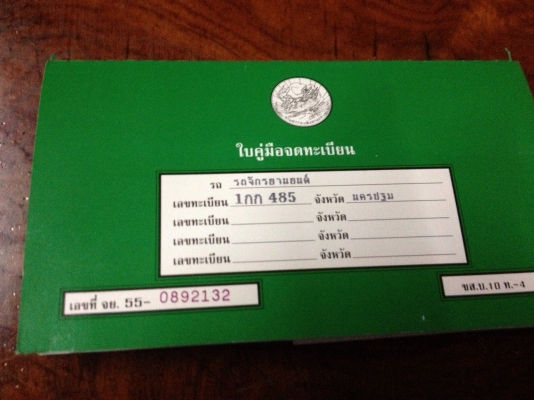 ใบคู่มือจดทะเบียน
รถ รถจักรยานยนต์
เลขทะเบียน 1กก 485 จังหวัด นครปฐม
เลขทะเบียน จังหวัด
เลขทะเบียน จังหวัด
เลขทะเบียน จังหวัด
เลขที่ จย. 55- 0892132
ขส.บ.10 ท.-4